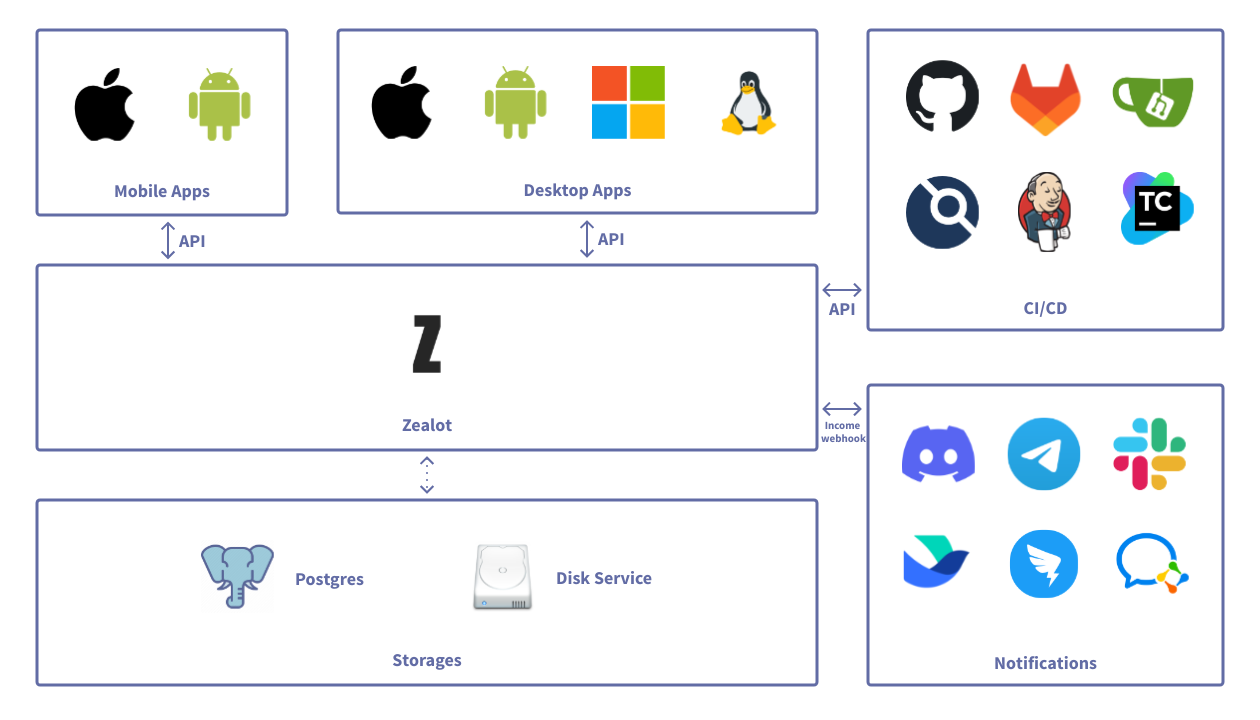 Mobile Apps
Desktop Apps
TC
CI/CD
API
API
API
Z
Zealot
Income
webhook
Postgres
Disk Service
Storages
Notifications